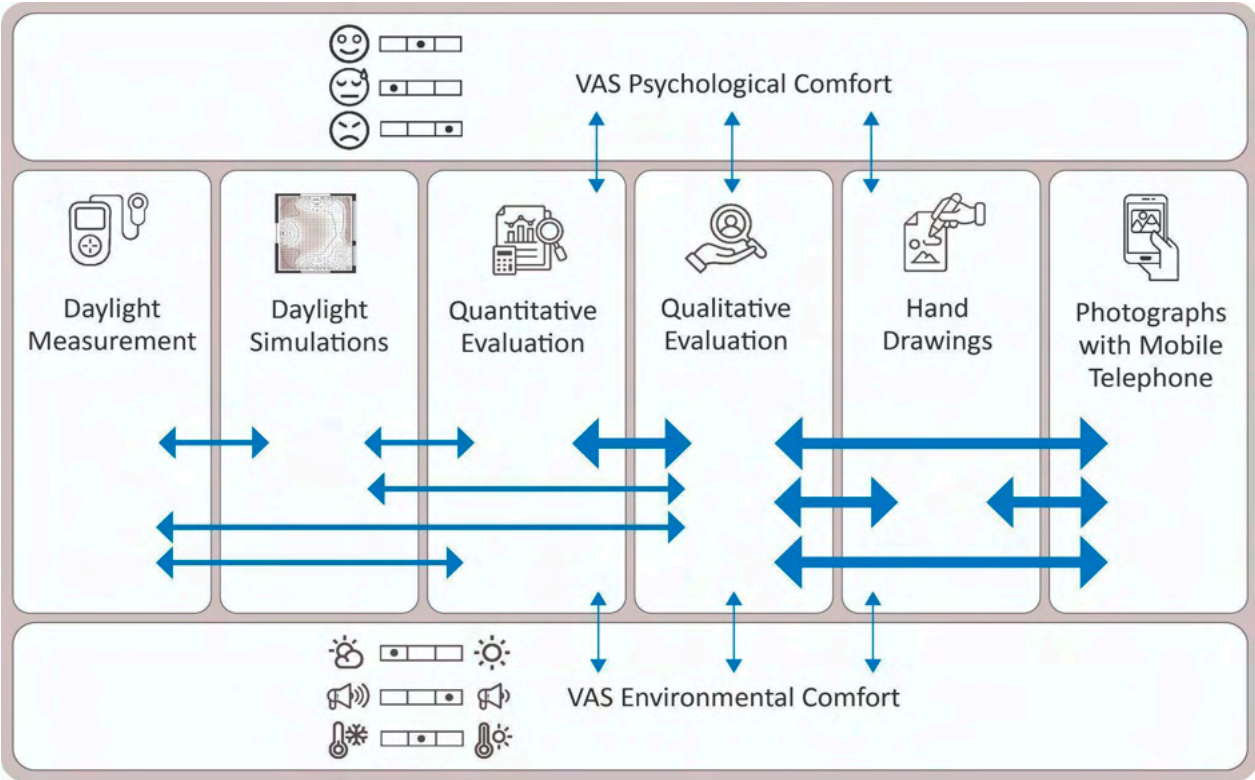 VAS Psychological Comfort
Daylight
Measurement
Daylight
Simulations
Quantitative
Evaluation
Qualitative
Evaluation
Hand
Drawings
Photographs
with Mobile
Telephone
VAS Environmental Comfort